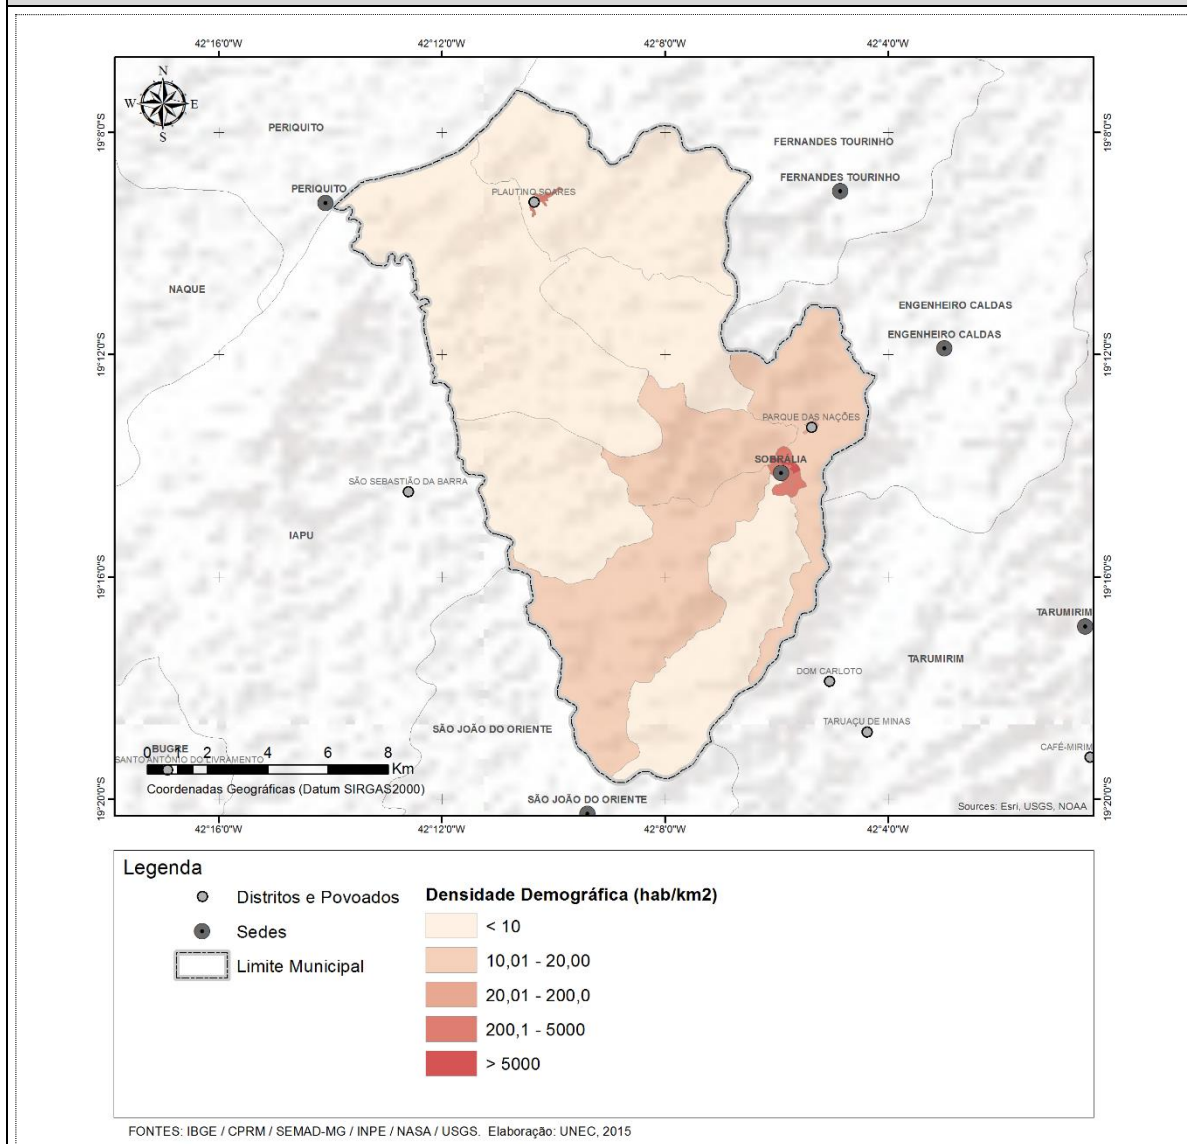 42°16'0"W 42°12'0"W 42°8'0"W 42°4'0"W
N
W E
S
19°8'0"S 19°8'0"S
PERIQUITO
FERNANDES TOURINHO
FERNANDES TOURINHO
PERIQUITO
PLAUTINO SOARES
NAQUE
ENGENHEIRO CALDAS
ENGENHEIRO CALDAS
19°12'0"S 19°12'0"S
PARQUE DAS NAÇÕES
SOBRÁLIA
SÃO SEBASTIÃO DA BARRA
IAPU
19°16'0"S 19°16'0"S
TARUMIRIM
TARUMIRIM
DOM CARLOTO
TARUAÇU DE MINAS
SÃO JOÃO DO ORIENTE
CAFÉ-MIRIM
BUGRE
0 1 2 4 6 8
SANTO ANTÔNIO DO LIVRAMENTO
Km
Coordenadas Geográficas (Datum SIRGAS2000)
SÃO JOÃO DO ORIENTE
19°20'0"S 19°20'0"S
Sources: Esri, USGS, NOAA
42°16'0"W 42°12'0"W 42°8'0"W 42°4'0"W
Legenda
Distritos e Povoados
Sedes
Limite Municipal
Densidade Demográfica (hab/km2)
< 10
10,01 - 20,00
20,01 - 200,0
200,1 - 5000
> 5000
FONTES: IBGE / CPRM / SEMAD-MG / INPE / NASA / USGS. Elaboração: UNEC, 2015